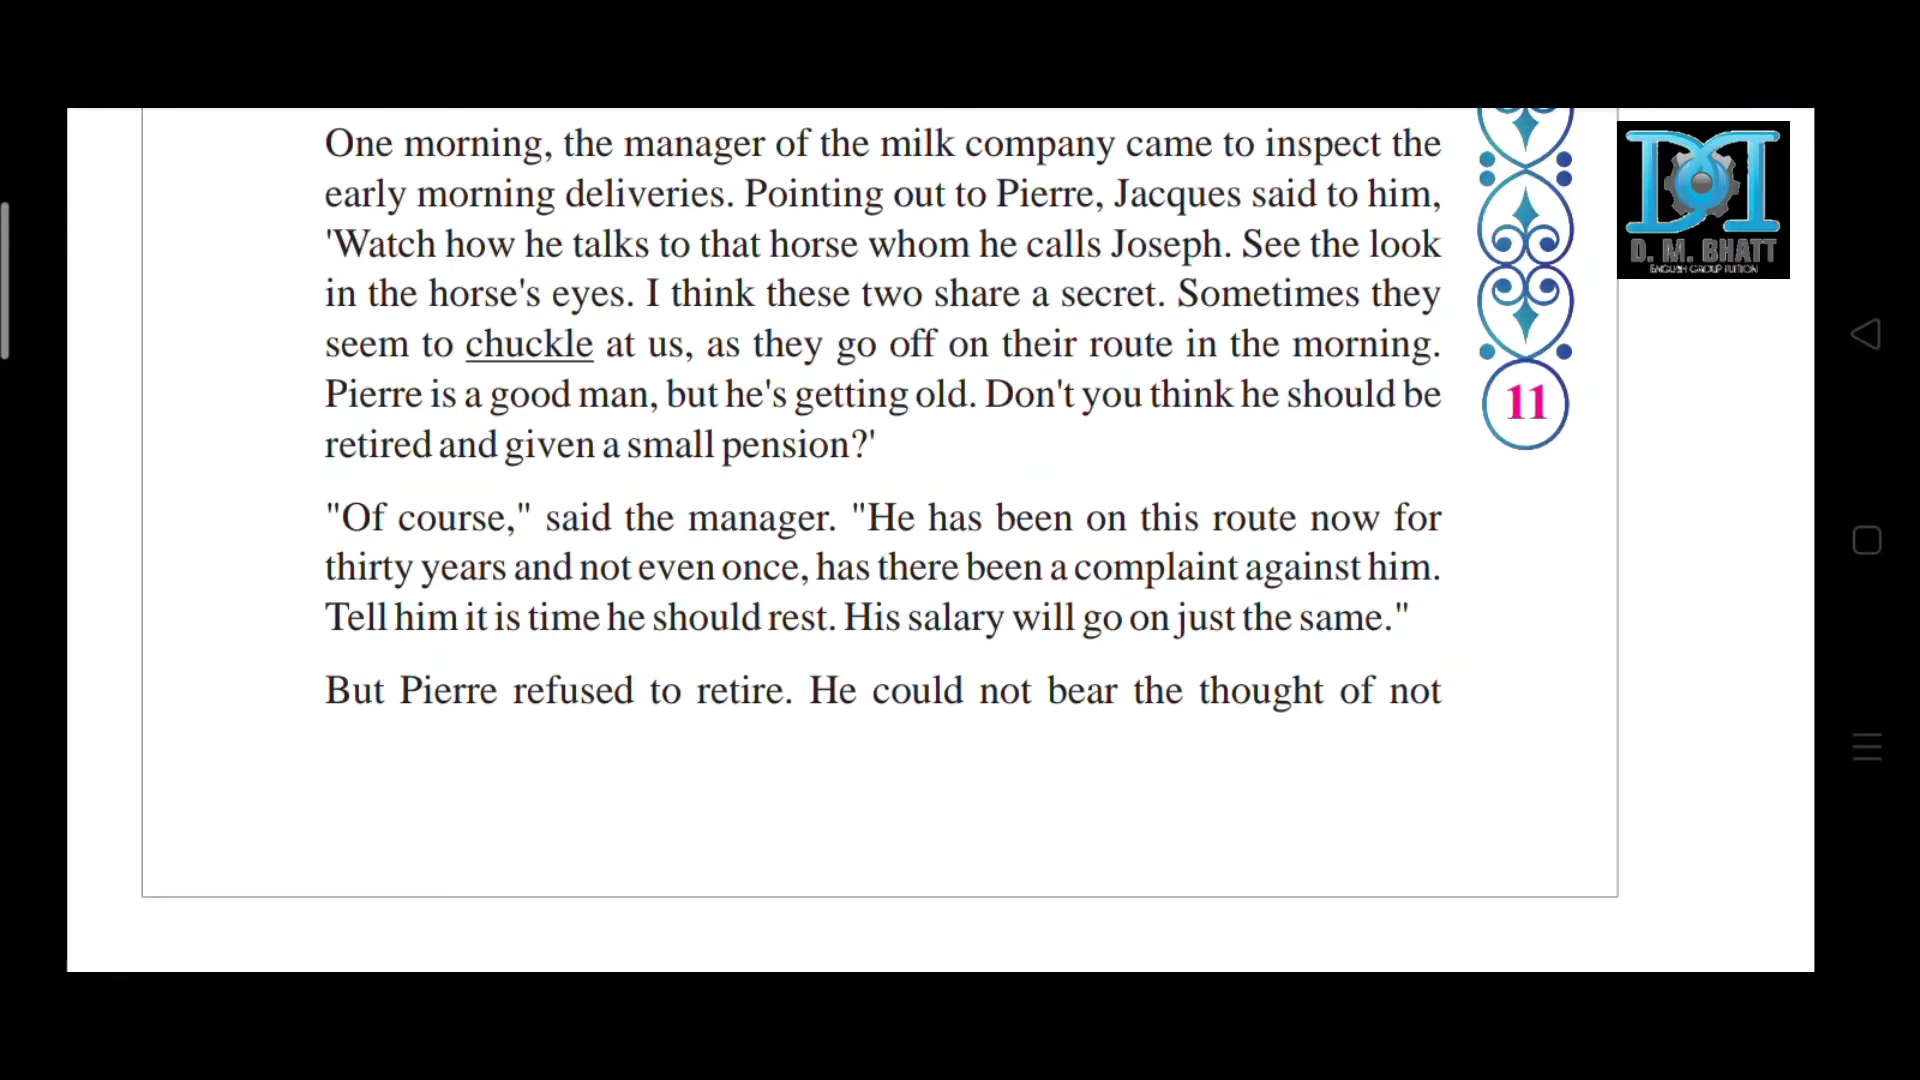 One morning, the manager of the milk company came to inspect the
early morning deliveries. Pointing out to Pierre, Jacques said to him,
'Watch how he talks to that horse whom he calls Joseph. See the look
in the horse's eyes. I think these two share a secret. Sometimes they
seem to chuckle at us, as they go off on their route in the morning.
Pierre is a good man, but he's getting old. Don't you think he should be
retired and given a small pension?'
"Of course," said the manager. "He has been on this route now for
thirty years and not even once, has there been a complaint against him.
Tell him it is time he should rest. His salary will go on just the same."
But Pierre refused to retire. He could not bear the thought of not
11
D. M. BHATT
ENGLISH GROUP TUITION